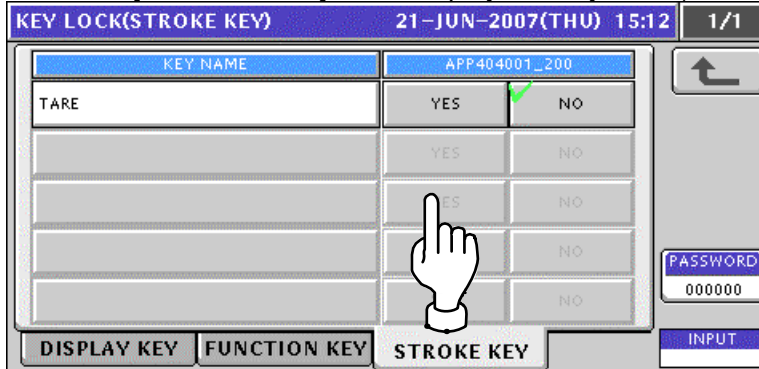 KEY LOCK(STROKE KEY) 21-JUN-2007(THU) 15:12 1/1
KEY NAME APP404001_200
TARE YES NO
YES NO
ES NO
NO
NO
PASSWORD
000000
DISPLAY KEY FUNCTION KEY STROKE KEY
INPUT